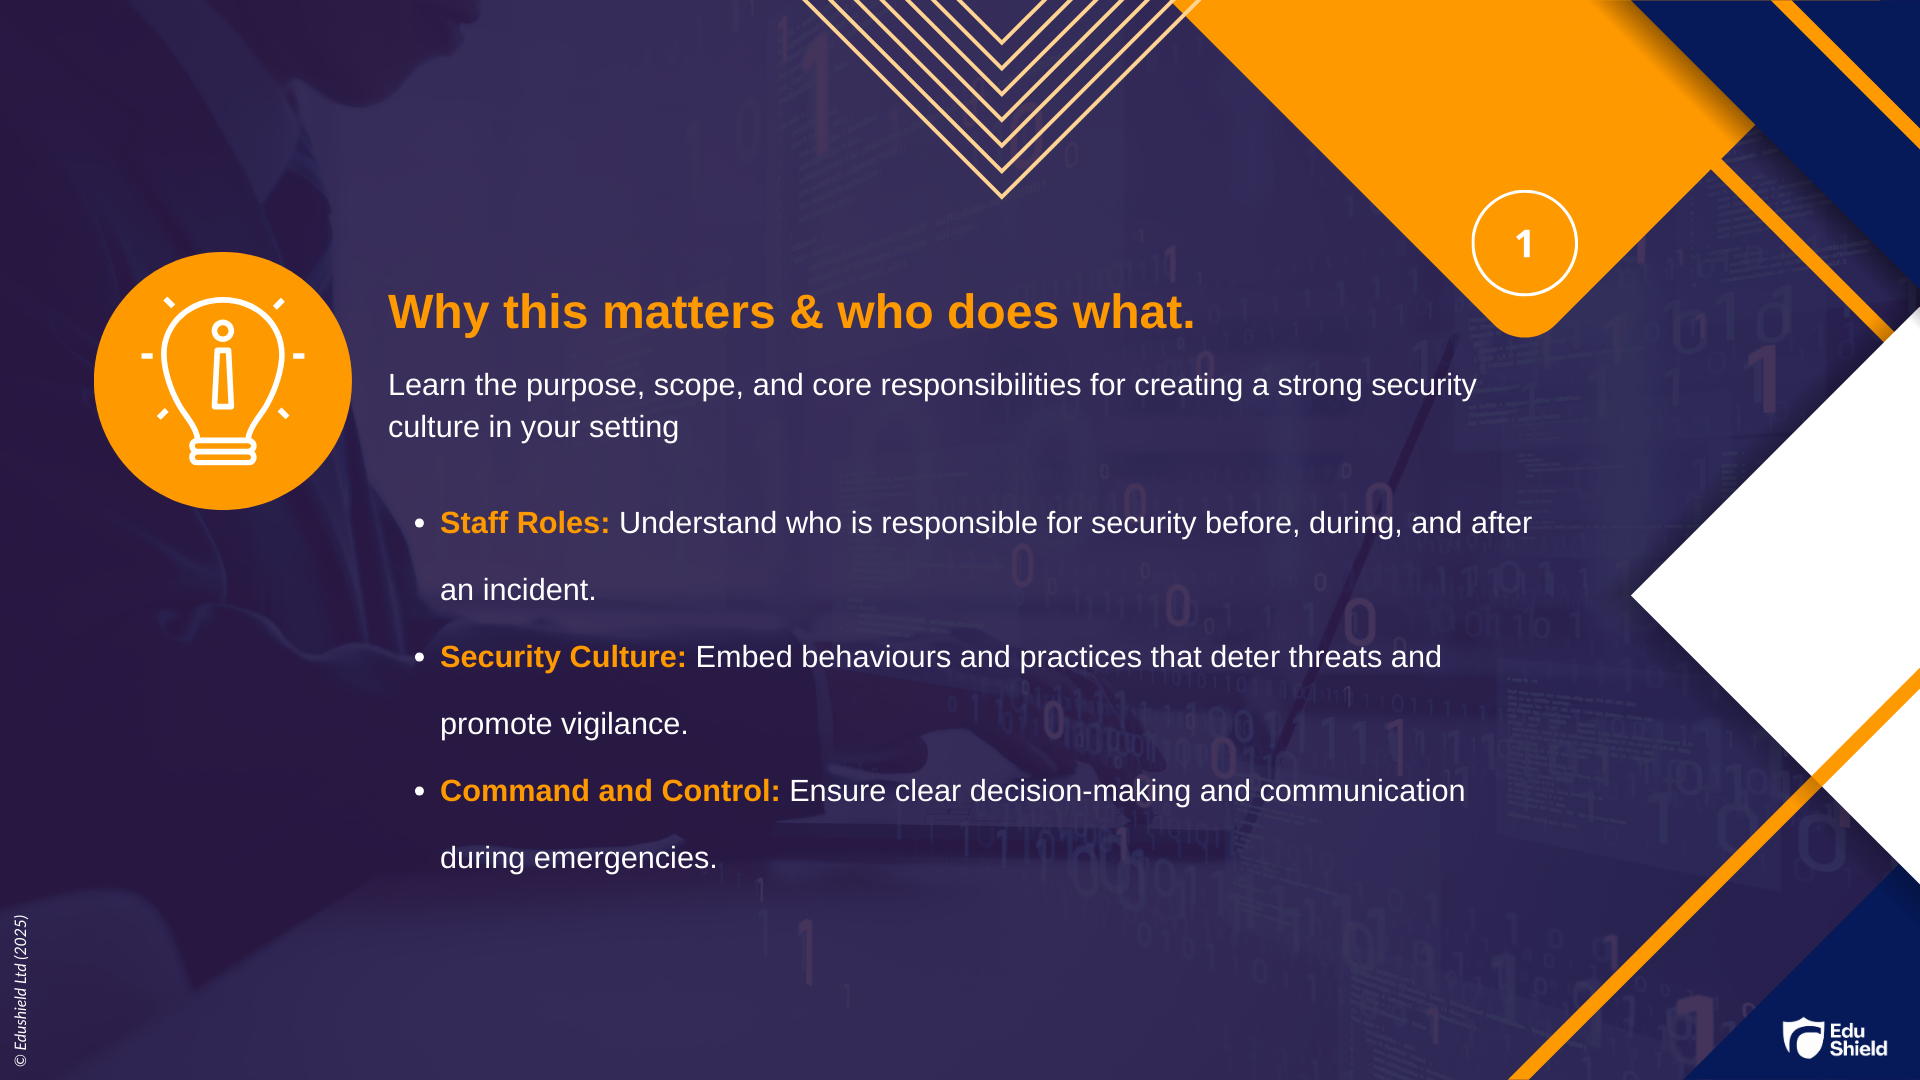 1
Why this matters & who does what.
Learn the purpose, scope, and core responsibilities for creating a strong security
culture in your setting
• Staff Roles: Understand who is responsible for security before, during, and after
an incident.
• Security Culture: Embed behaviours and practices that deter threats and
promote vigilance.
• Command and Control: Ensure clear decision-making and communication
during emergencies.
© Edushield Ltd (2025)
Edu
Shield